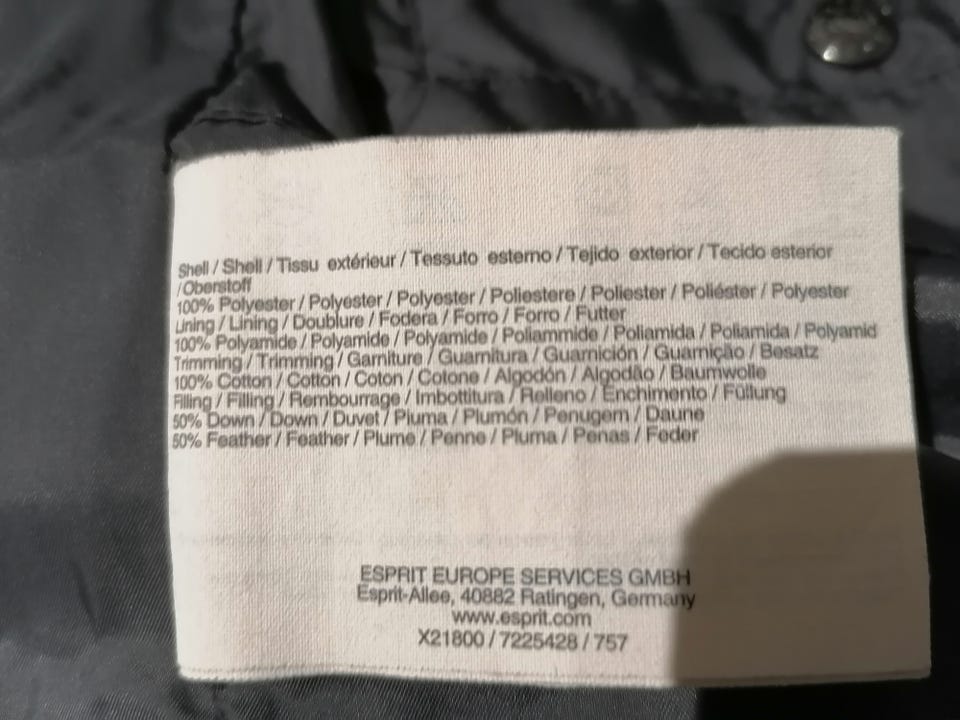 Shell / Shell / Tissu extérieur / Tessuto esterno / Tejido exterior / Tecido esterior
/Oberstoff
100% Polyester / Polyester / Polyester / Poliestere / Poliester / Poliéster / Polyester
Lining / Lining / Doublure / Fodera / Forro / Forro / Futter
100% Polyamide / Polyamide / Polyamide / Poliammide / Poliamida / Poliamida / Polyamid
Trimming / Trimming / Garniture / Guarnitura / Guarnición / Guarnição / Besatz
100% Cotton / Cotton / Coton / Cotone / Algodón / Algodão / Baumwolle
Filling / Filling / Rembourrage / Imbottitura / Relleno / Enchimento / Füllung
50% Down / Down / Duvet / Piuma / Plumón / Penugem / Daune
50% Feather / Feather / Plume / Penne / Pluma / Penas / Feder
ESPRIT EUROPE SERVICES GMBH
Esprit-Allee, 40882 Ratingen, Germany
www.esprit.com
X21800 / 7225428 / 757